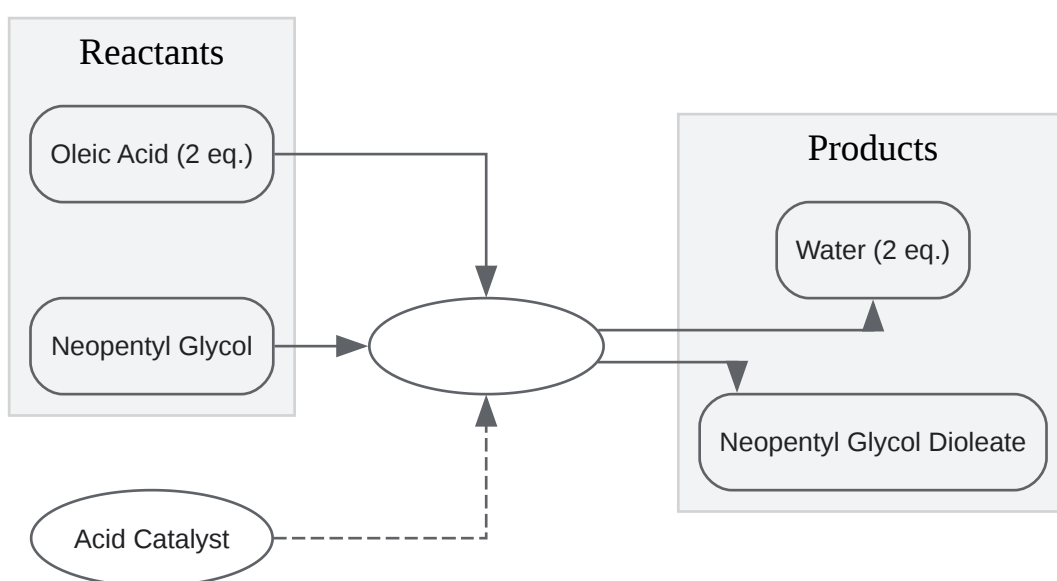 Reactants
Oleic Acid (2 eq.)
Neopentyl Glycol
Acid Catalyst
Products
Water (2 eq.)
Neopentyl Glycol Dioleate